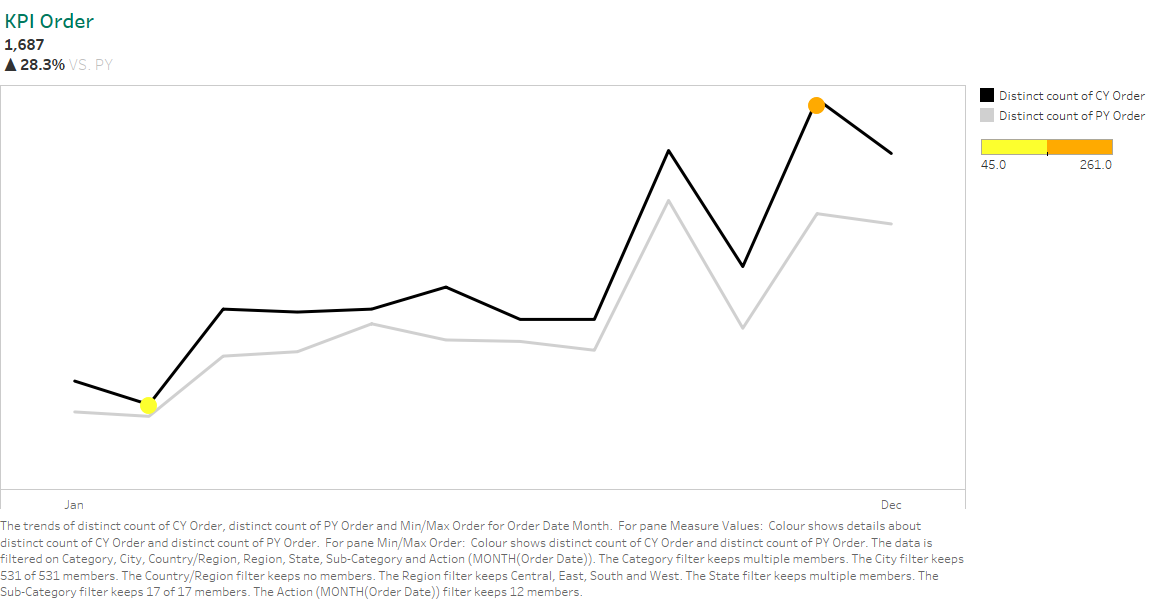 KPI Order
1,687
▲ 28.3% VS. PY
Distinct count of CY Order
Distinct count of PY Order
45.0 261.0
Jan Dec
The trends of distinct count of CY Order, distinct count of PY Order and Min/Max Order for Order Date Month.  For pane Measure Values:  Colour shows details about
distinct count of CY Order and distinct count of PY Order.  For pane Min/Max Order:  Colour shows distinct count of CY Order and distinct count of PY Order. The data is
filtered on Category, City, Country/Region, Region, State, Sub-Category and Action (MONTH(Order Date)). The Category filter keeps multiple members. The City filter keeps
531 of 531 members. The Country/Region filter keeps no members. The Region filter keeps Central, East, South and West. The State filter keeps multiple members. The
Sub-Category filter keeps 17 of 17 members. The Action (MONTH(Order Date)) filter keeps 12 members.